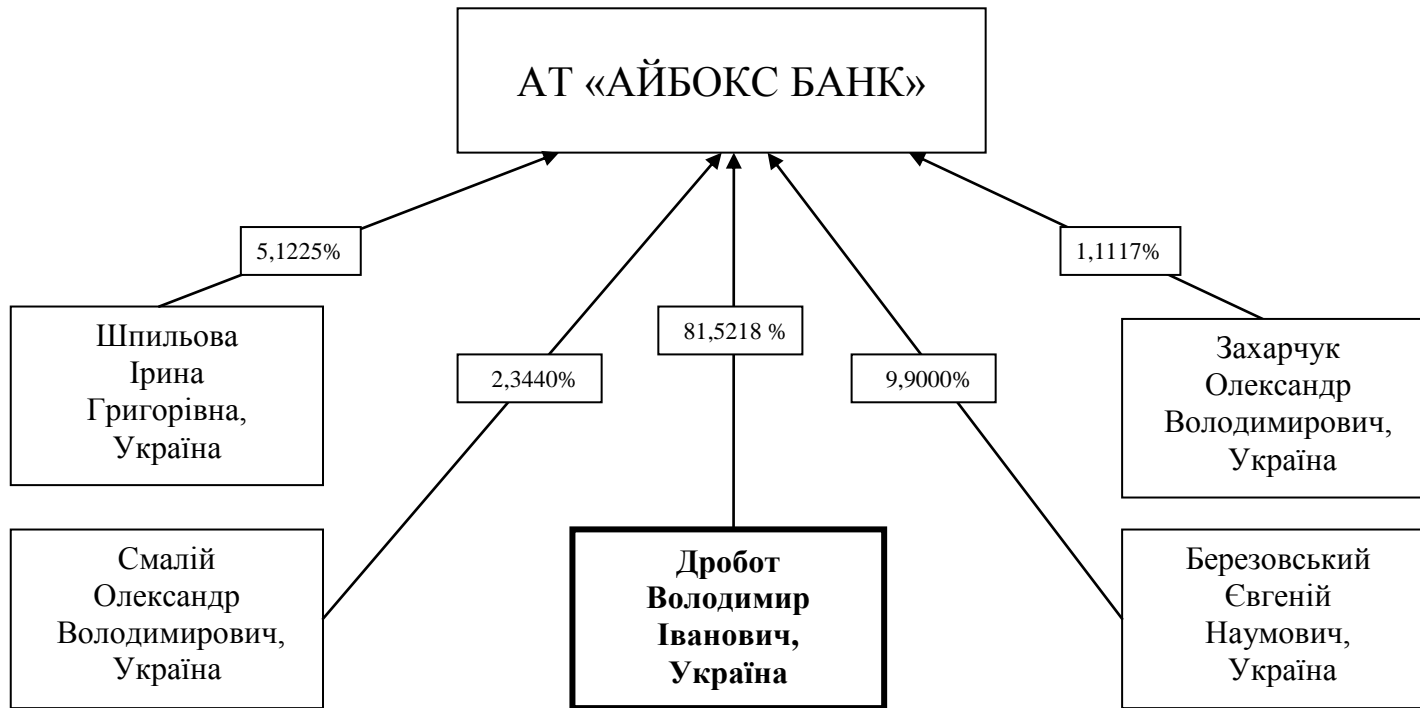 АТ «АЙБОКС БАНК»
5,1225%
1,1117%
Шпильова
Ірина
Григорівна,
Україна
2,3440%
81,5218 %
9,9000%
Захарчук
Олександр
Володимирович,
Україна
Смалій
Олександр
Володимирович,
Україна
Дробот
Володимир
Іванович,
Україна
Березовський
Євгеній
Наумович,
Україна